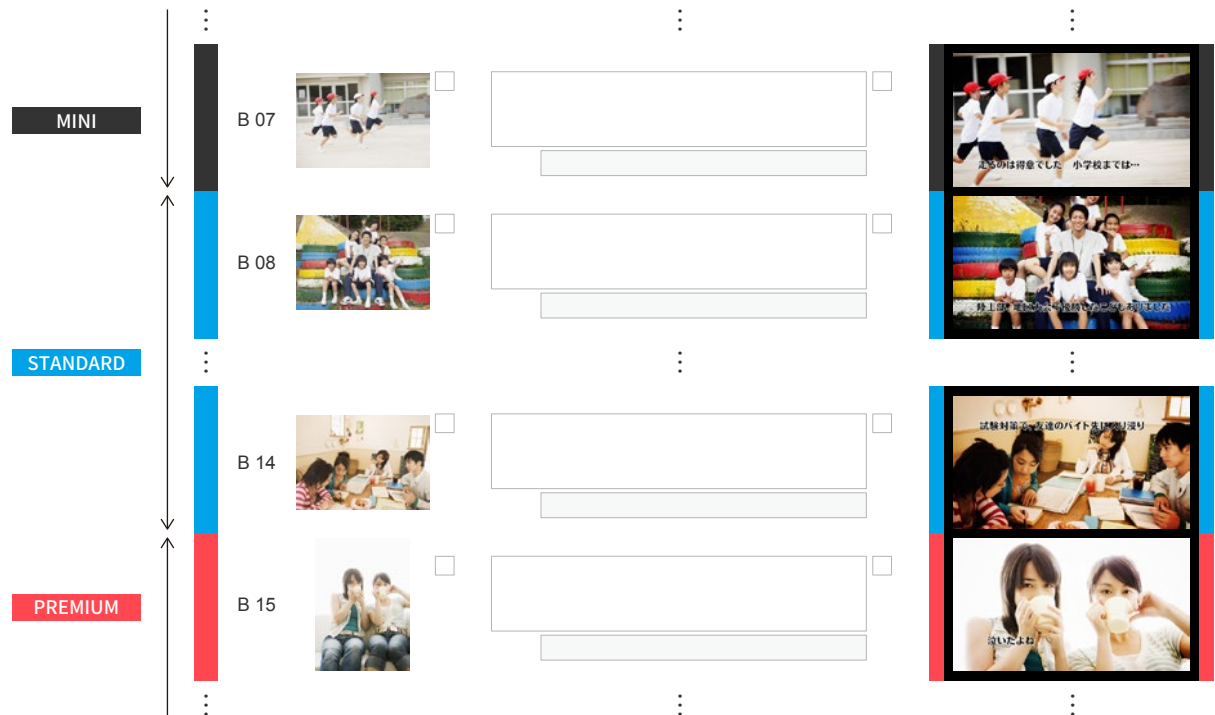 MINI
B 07
走るのは得意でした　小学校までは…
B 08
STANDARD
B 14
試験対策で、友達のバイト先に入り浸り
PREMIUM
B 15
泣いたよね